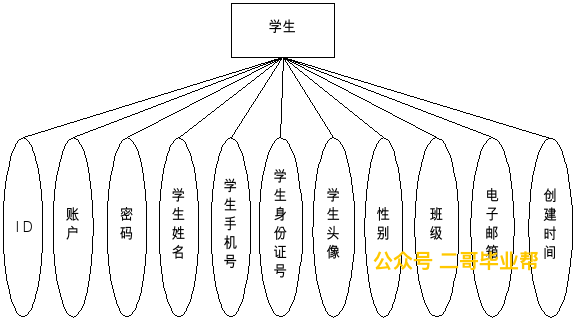 学生
ID
账户
密码
学生姓名
学生手机号
学生身份证号
学生头像
性别
班级
电子邮箱
创建时间
公众号 二哥毕业帮